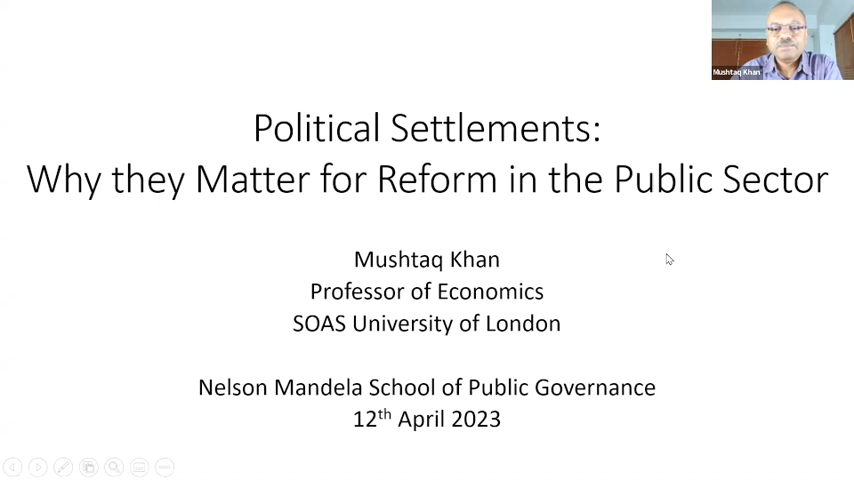 Mushtaq Khan
Political Settlements:
Why they Matter for Reform in the Public Sector
Mushtaq Khan
Professor of Economics
SOAS University of London
Nelson Mandela School of Public Governance
12th April 2023